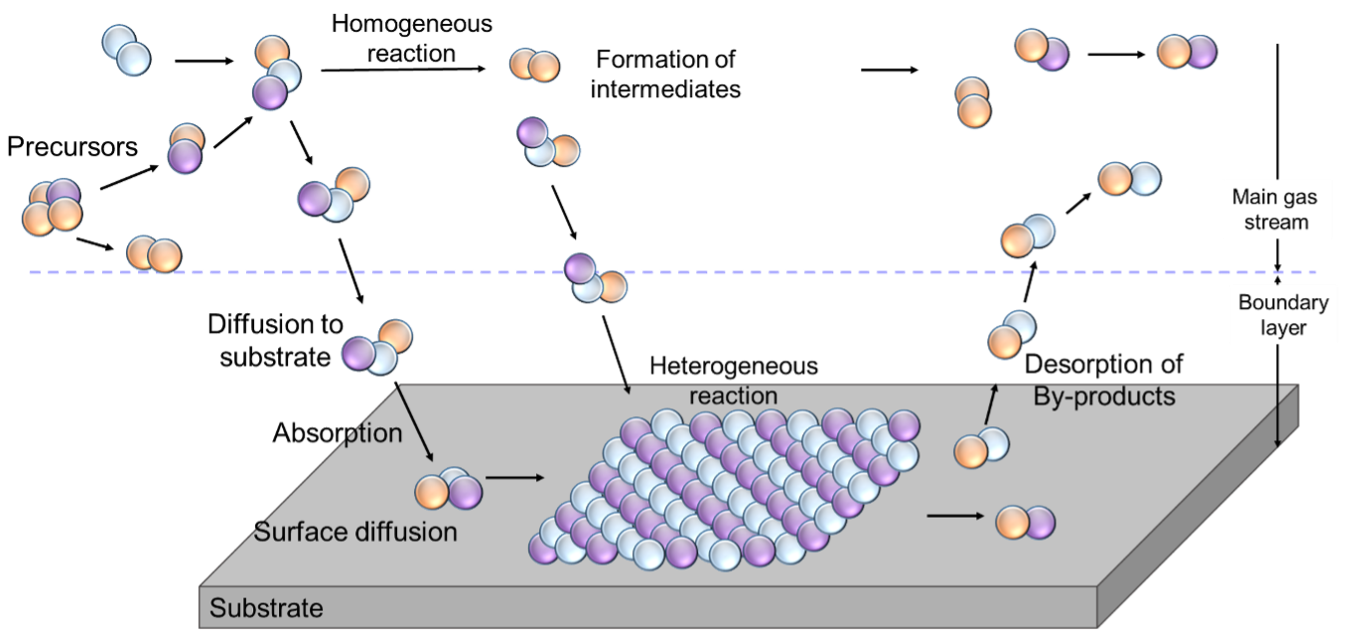 Homogeneous
reaction
Formation of
intermediates
Precursors
Main gas
stream
Diffusion to
substrate
Boundary
layer
Heterogeneous
reaction
Desorption of
By-products
Absorption
Surface diffusion
Substrate